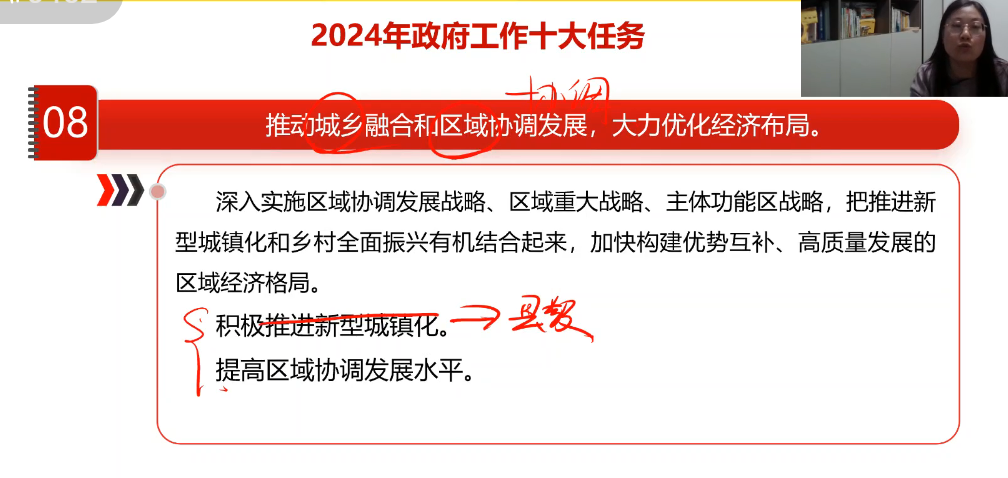 2024年政府工作十大任务
协调
08
推动城乡融合和区域协调发展，大力优化经济布局。
深入实施区域协调发展战略、区域重大战略、主体功能区战略，把推进新
型城镇化和乡村全面振兴有机结合起来，加快构建优势互补、高质量发展的
区域经济格局。
积极推进新型城镇化。
提高区域协调发展水平。